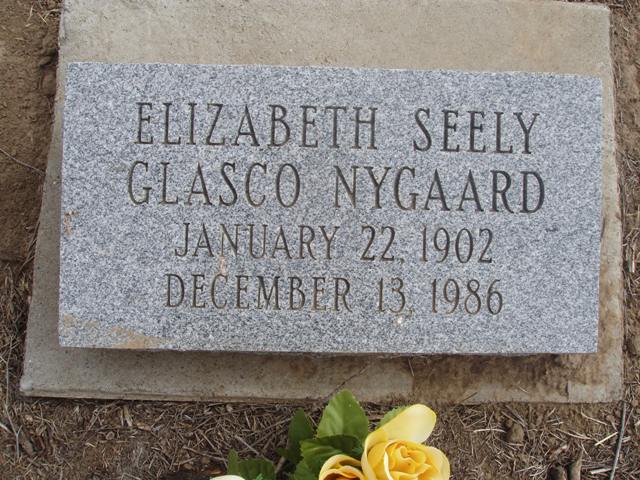 ELIZABETH SEELY
GLASCO NYGAARD
JANUARY 22, 1902
DECEMBER 13, 1986